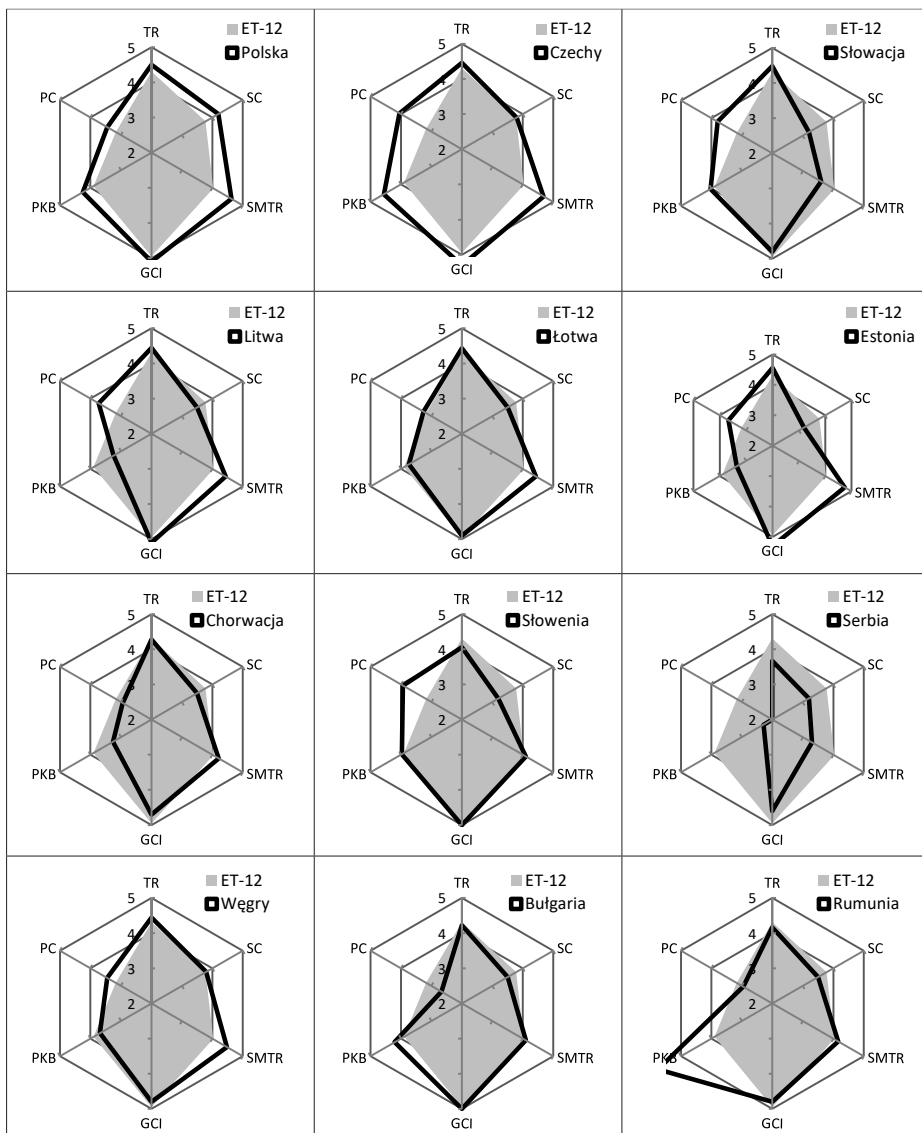 TR
ET-12
5
Polska
PC
4
SC
3
2
PKB
SMTR
GCI
TR
ET-12
5
Czechy
PC
4
SC
3
2
PKB
SMTR
GCI
TR
ET-12
5
Słowacja
PC
4
SC
3
2
PKB
SMTR
GCI
ET-12
TR
5
Litwa
PC
4
SC
3
2
PKB
SMTR
GCI
ET-12
TR
5
Łotwa
PC
4
SC
3
2
PKB
SMTR
GCI
ET-12
Estonia
TR
5
PC
4
SC
3
2
PKB
SMTR
GCI
ET-12
TR
5
Chorwacja
PC
4
SC
3
2
PKB
SMTR
GCI
ET-12
TR
5
Słowenia
PC
4
SC
3
2
PKB
SMTR
GCI
ET-12
TR
5
Serbia
PC
4
SC
3
2
PKB
SMTR
GCI
TR
ET-12
5
Węgry
PC
4
SC
3
2
PKB
SMTR
GCI
TR
ET-12
5
Bułgaria
PC
4
SC
3
2
PKB
SMTR
GCI
TR
ET-12
5
Rumunia
PC
4
SC
3
2
PKB
SMTR
GCI